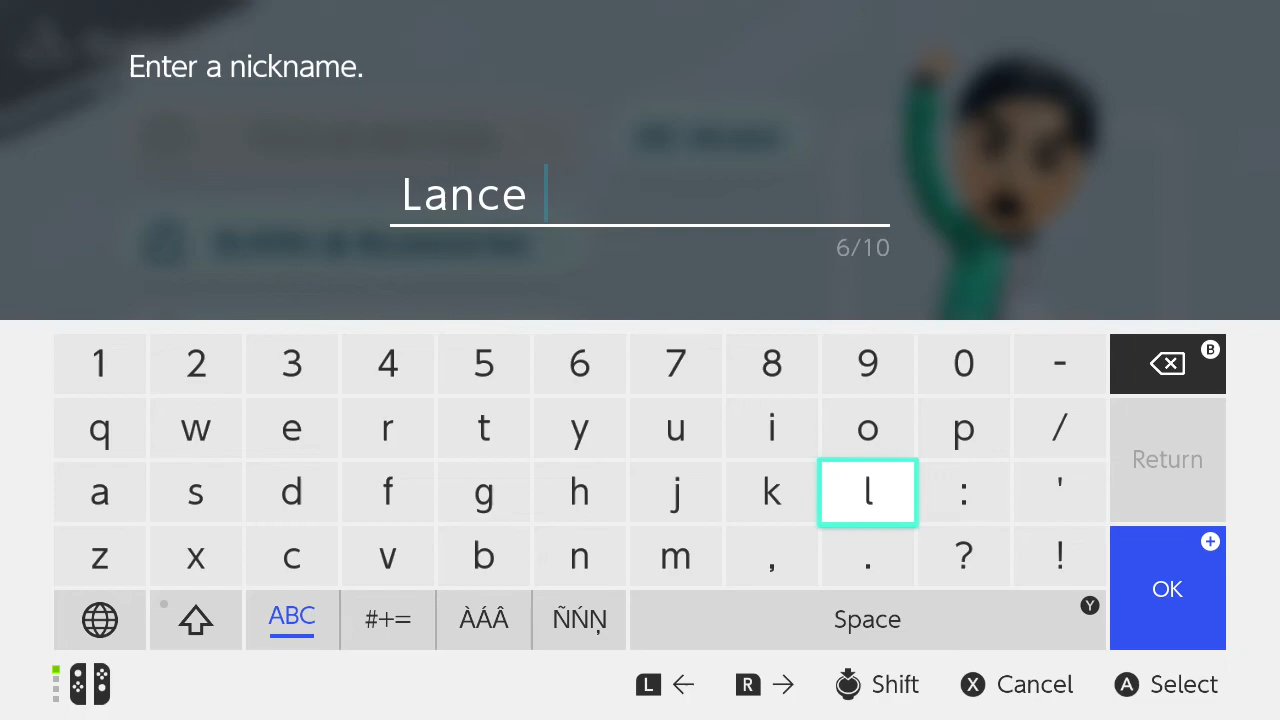 Enter a nickname.
Lance
6/10
1 2 3 4 5 6 7 8 9 0 - B
q w e r t y u i o p / Return
a s d f g h j k l : '
z x c v b n m , . ? ! + OK
ABC #+= ÀÁÂ ÑŃŅ Space Y
L ← R → Shift X Cancel A Select